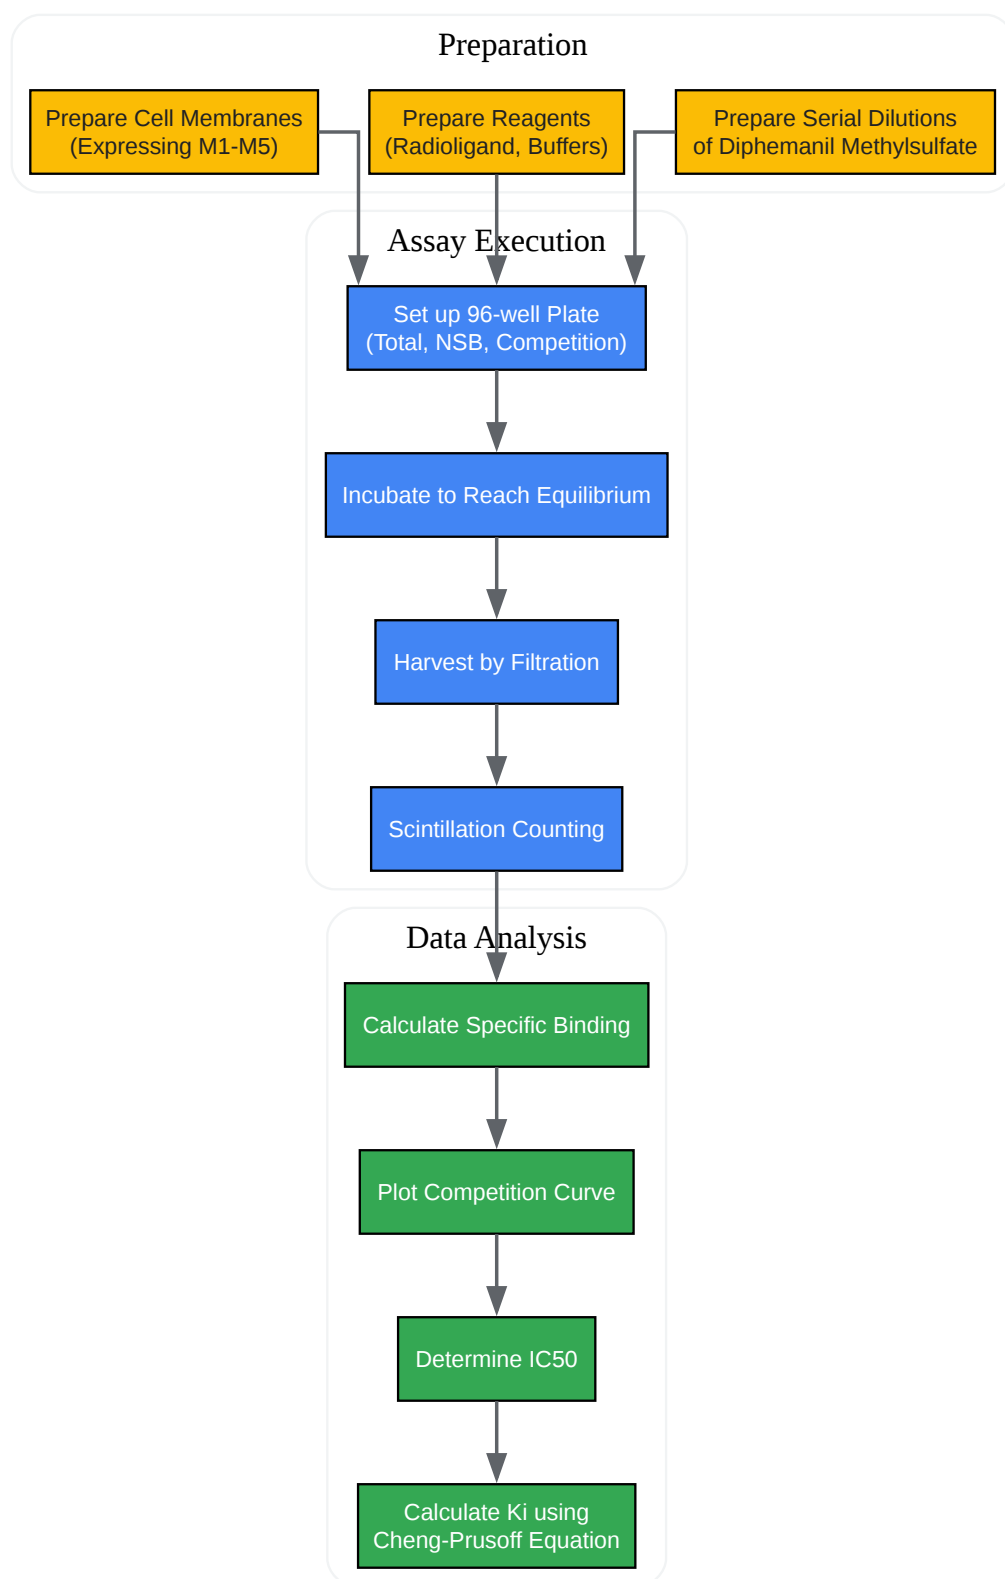 Preparation
Prepare Cell Membranes
(Expressing M1-M5)
Prepare Reagents
(Radioligand, Buffers)
Prepare Serial Dilutions
of Diphemanil Methylsulfate
Assay Execution
Set up 96-well Plate
(Total, NSB, Competition)
Incubate to Reach Equilibrium
Harvest by Filtration
Scintillation Counting
Data Analysis
Calculate Specific Binding
Plot Competition Curve
Determine IC50
Calculate Ki using
Cheng-Prusoff Equation